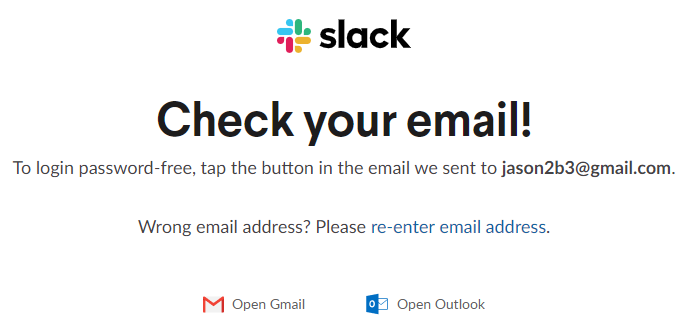 slack
Check your email!
To login password-free, tap the button in the email we sent to jason2b3@gmail.com.
Wrong email address? Please re-enter email address.
Open Gmail
Open Outlook